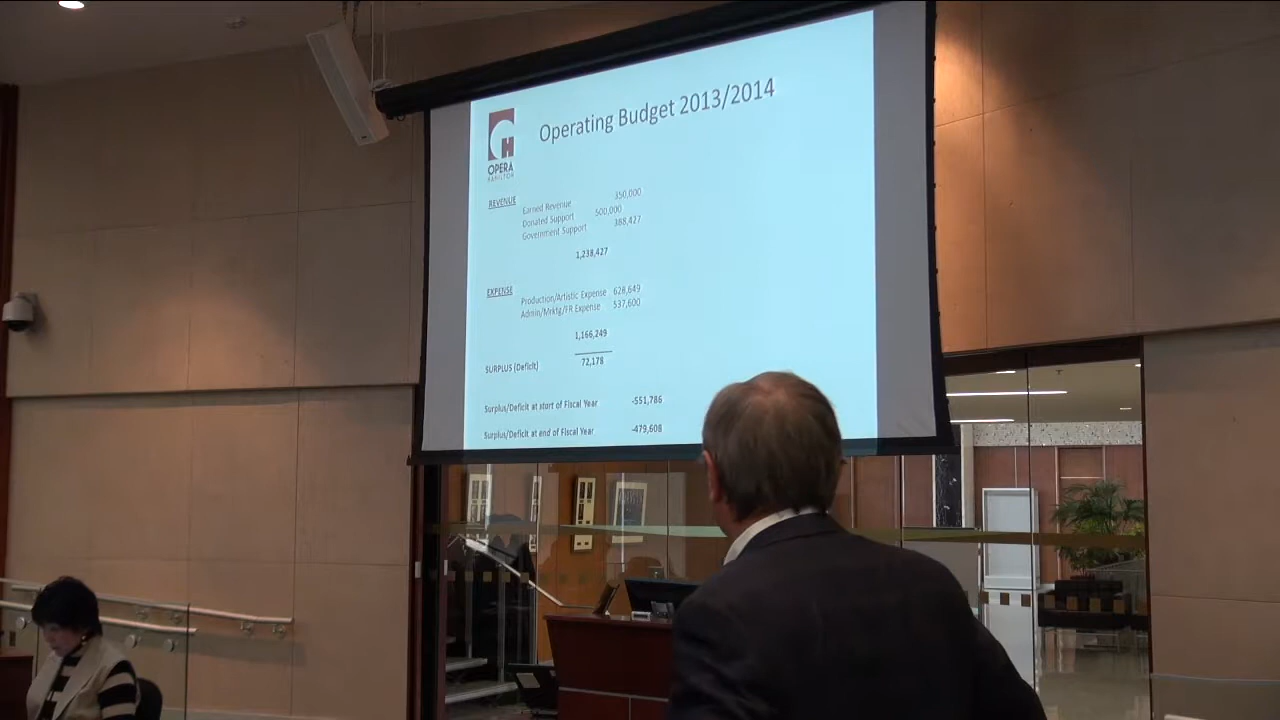 Operating Budget 2013/2014
GH
OPERA
HAMILTON
REVENUE
Earned Revenue 350,000
Donated Support 500,000
Government Support 388,427
1,238,427
EXPENSE
Production/Artistic Expense 628,649
Admin/Mrktg/FR Expense 537,600
1,166,249
SURPLUS (Deficit) 72,178
Surplus/Deficit at start of Fiscal Year -551,786
Surplus/Deficit at end of Fiscal Year -479,608